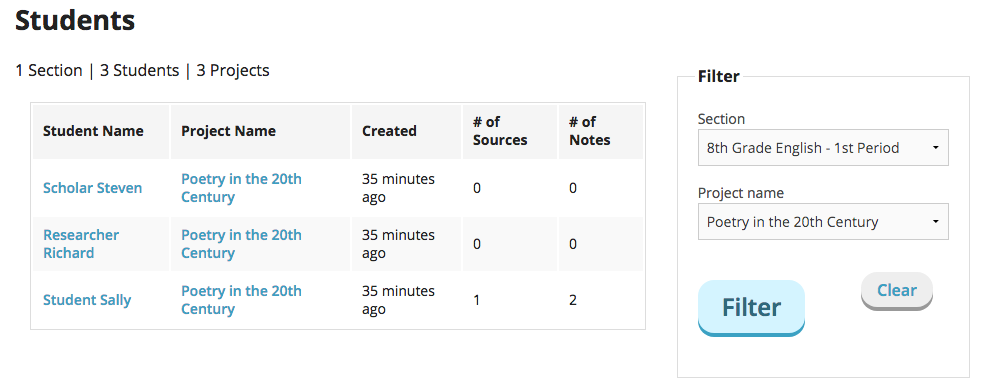 Students
1 Section | 3 Students | 3 Projects
Student Name
Project Name
Created
# of
Sources
# of
Notes
Scholar Steven
Poetry in the 20th
Century
35 minutes
ago
0
0
Researcher
Richard
Poetry in the 20th
Century
35 minutes
ago
0
0
Student Sally
Poetry in the 20th
Century
35 minutes
ago
1
2
Filter
Section
8th Grade English - 1st Period
Project name
Poetry in the 20th Century
Filter
Clear